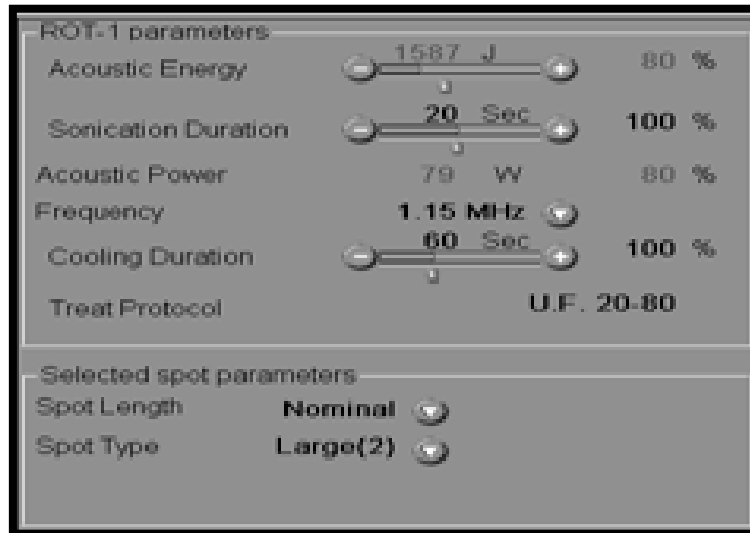 ROT-1 parameters
Acoustic Energy 1587 J 80 %
Sonication Duration 20 Sec 100 %
Acoustic Power 79 W 80 %
Frequency 1.15 MHz
Cooling Duration 60 Sec 100 %
Treat Protocol U.F. 20-80
Selected spot parameters
Spot Length Nominal
Spot Type Large(2)